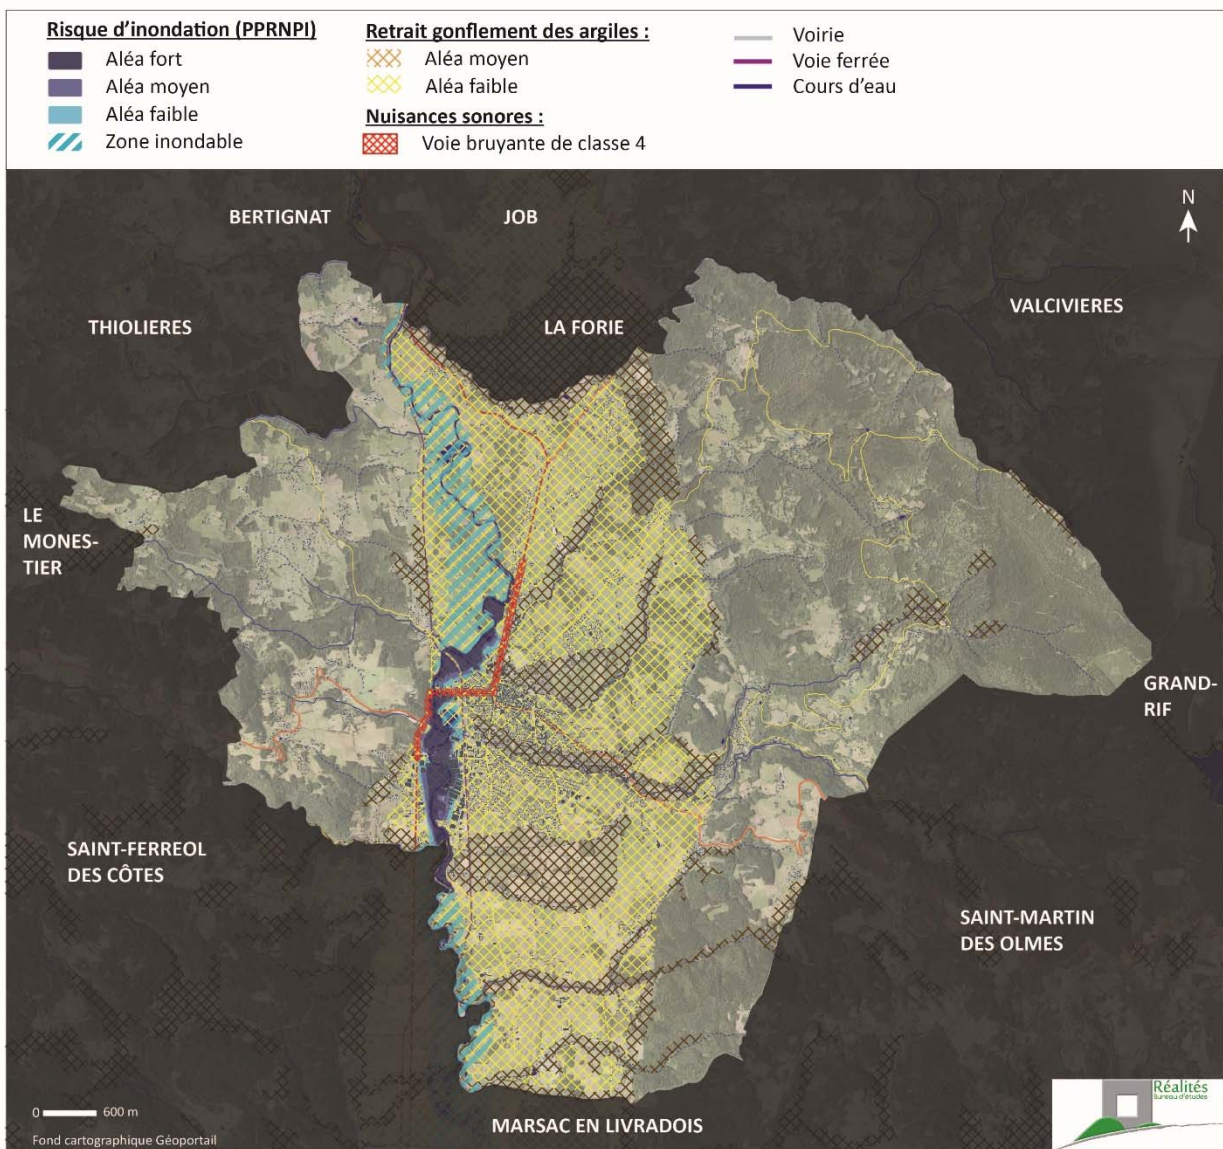 Risque d'inondation (PPRNPI)
Aléa fort
Aléa moyen
Aléa faible
Zone inondable
Retrait gonflement des argiles :
Aléa moyen
Aléa faible
Nuisances sonores :
Voie bruyante de classe 4
Voirie
Voie ferrée
Cours d'eau
BERTIGNAT
JOB
N
THIOLIERES
LA FORIE
VALCIVIERES
LE
MONES-
TIER
GRAND-
RIF
SAINT-FERREOL
DES CÔTES
SAINT-MARTIN
DES OLMES
0 600 m
MARSAC EN LIVRADOIS
Fond cartographique Géoportail
Réalités
Bureau d'études